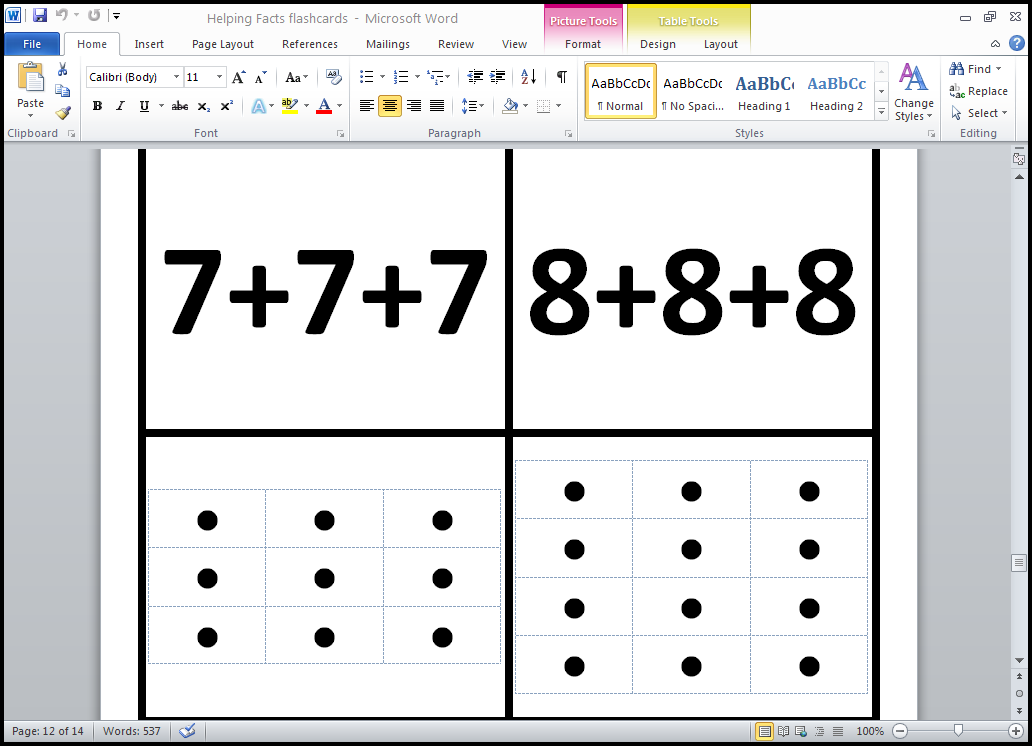 Helping Facts flashcards - Microsoft Word
Picture Tools
Table Tools
File Home Insert Page Layout References Mailings Review View Format Design Layout
Paste
Calibri (Body) 11
AaBbCcDc
¶ Normal
AaBbCcDc
¶ No Spaci...
AaBbC
Heading 1
AaBbCc
Heading 2
Change
Styles
Find
Replace
Select
Clipboard Font Paragraph Styles Editing
7+7+7 8+8+8
Page: 12 of 14 Words: 537 100%